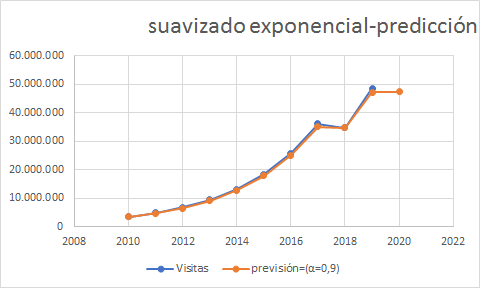 suavizado exponencial-predicción
60.000.000
50.000.000
40.000.000
30.000.000
20.000.000
10.000.000
0
2008 2010 2012 2014 2016 2018 2020 2022
Visitas previsión=(α=0,9)